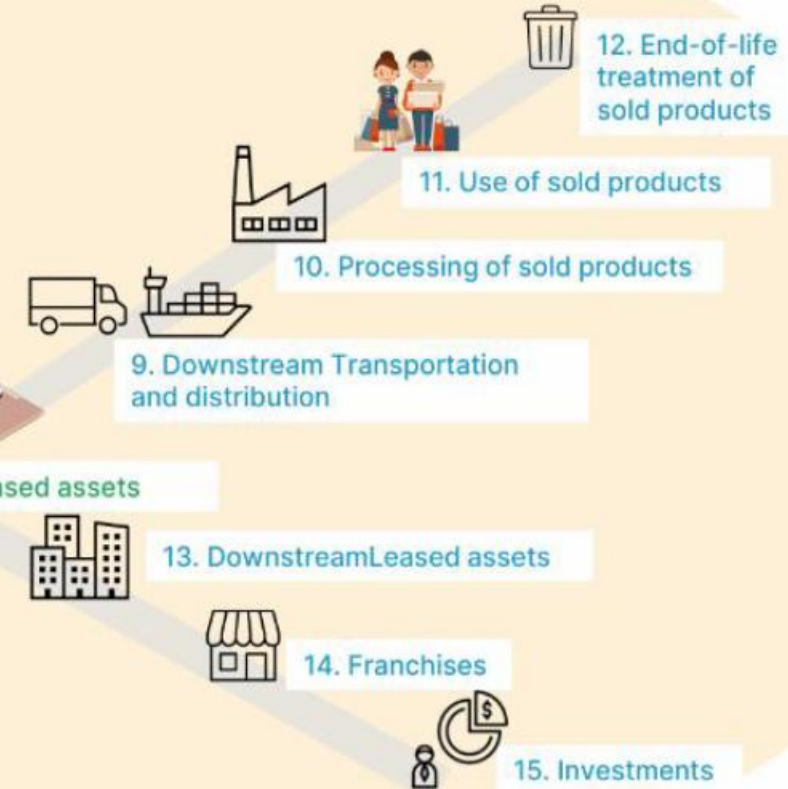 12. End-of-life
treatment of
sold products
11. Use of sold products
10. Processing of sold products
9. Downstream Transportation
and distribution
assets
13. DownstreamLeased assets
14. Franchises
$
15. Investments